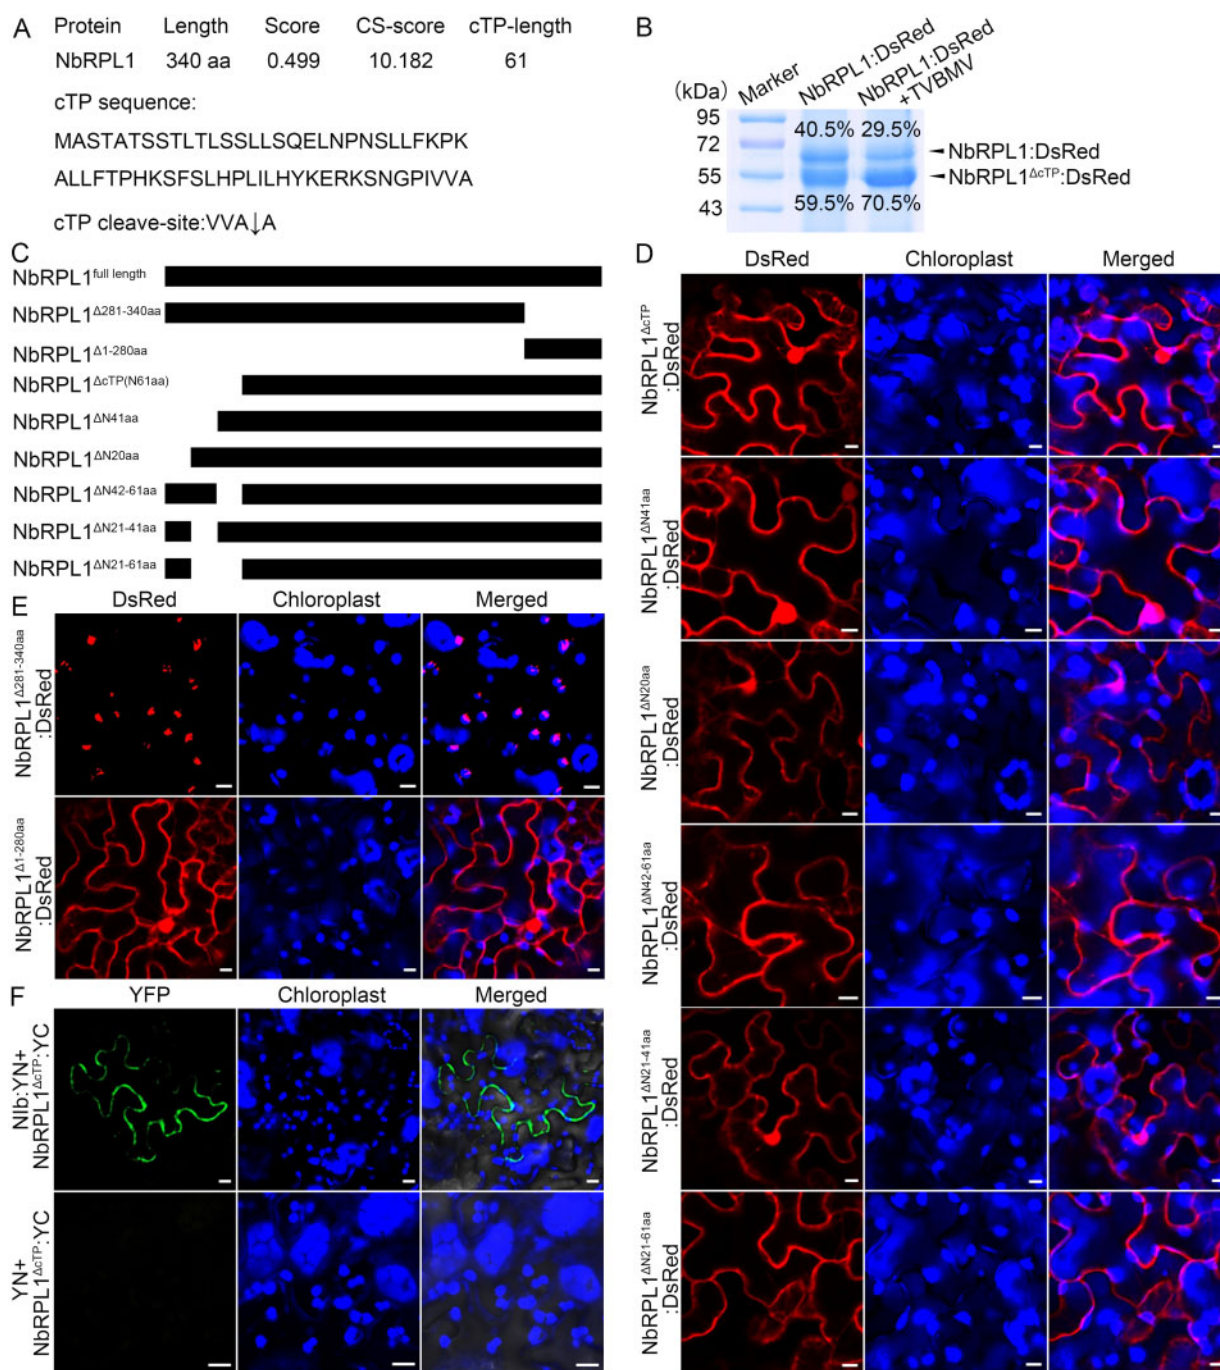 A
Protein Length Score CS-score cTP-length
NbRPL1 340 aa 0.499 10.182 61
cTP sequence:
MASTATSSTLTLSSLLSQELNPNSLLFKPK
ALLFTPHKSFSLHPLILHYKERKSNGPIVVA
cTP cleave-site:VVA↓A
B
(kDa) Marker NbRPL1:DsRed NbRPL1:DsRed +TVBMV
95
72
55
43
40.5% 29.5%
59.5% 70.5%
NbRPL1:DsRed
NbRPL1ΔcTP:DsRed
C
NbRPL1full length
NbRPL1Δ281-340aa
NbRPL1Δ1-280aa
NbRPL1ΔcTP(N61aa)
NbRPL1ΔN41aa
NbRPL1ΔN20aa
NbRPL1ΔN42-61aa
NbRPL1ΔN21-41aa
NbRPL1ΔN21-61aa
D
DsRed Chloroplast Merged
NbRPL1ΔcTP
:DsRed
NbRPL1ΔN41aa
:DsRed
NbRPL1ΔN20aa
:DsRed
NbRPL1ΔN42-61aa
:DsRed
NbRPL1ΔN21-41aa
:DsRed
NbRPL1ΔN21-61aa
:DsRed
E
DsRed Chloroplast Merged
NbRPL1Δ281-340aa
:DsRed
NbRPL1Δ1-280aa
:DsRed
F
YFP Chloroplast Merged
NIb:YN+
NbRPL1ΔcTP:YC
YN+
NbRPL1ΔcTP:YC